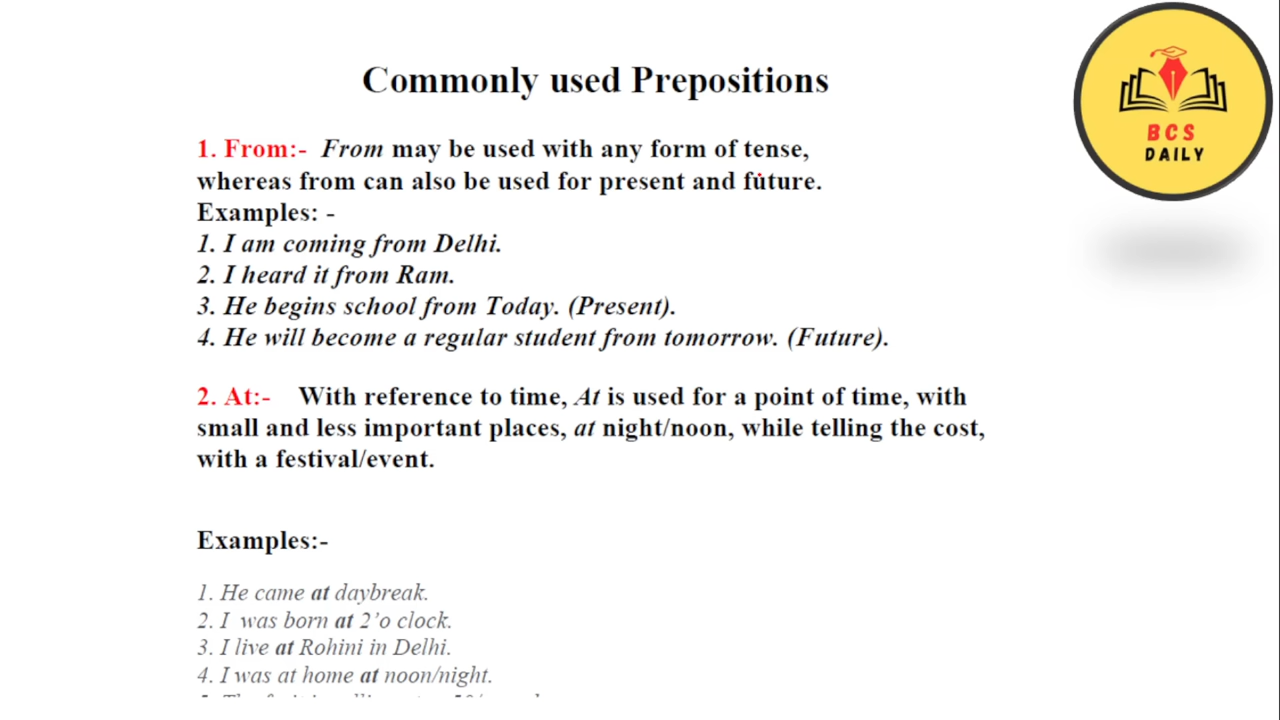 Commonly used Prepositions
BCS
DAILY
1. From:- From may be used with any form of tense,
whereas from can also be used for present and future.
Examples: -
1. I am coming from Delhi.
2. I heard it from Ram.
3. He begins school from Today. (Present).
4. He will become a regular student from tomorrow. (Future).
2. At:- With reference to time, At is used for a point of time, with
small and less important places, at night/noon, while telling the cost,
with a festival/event.
Examples:-
1. He came at daybreak.
2. I was born at 2’o clock.
3. I live at Rohini in Delhi.
4. I was at home at noon/night.